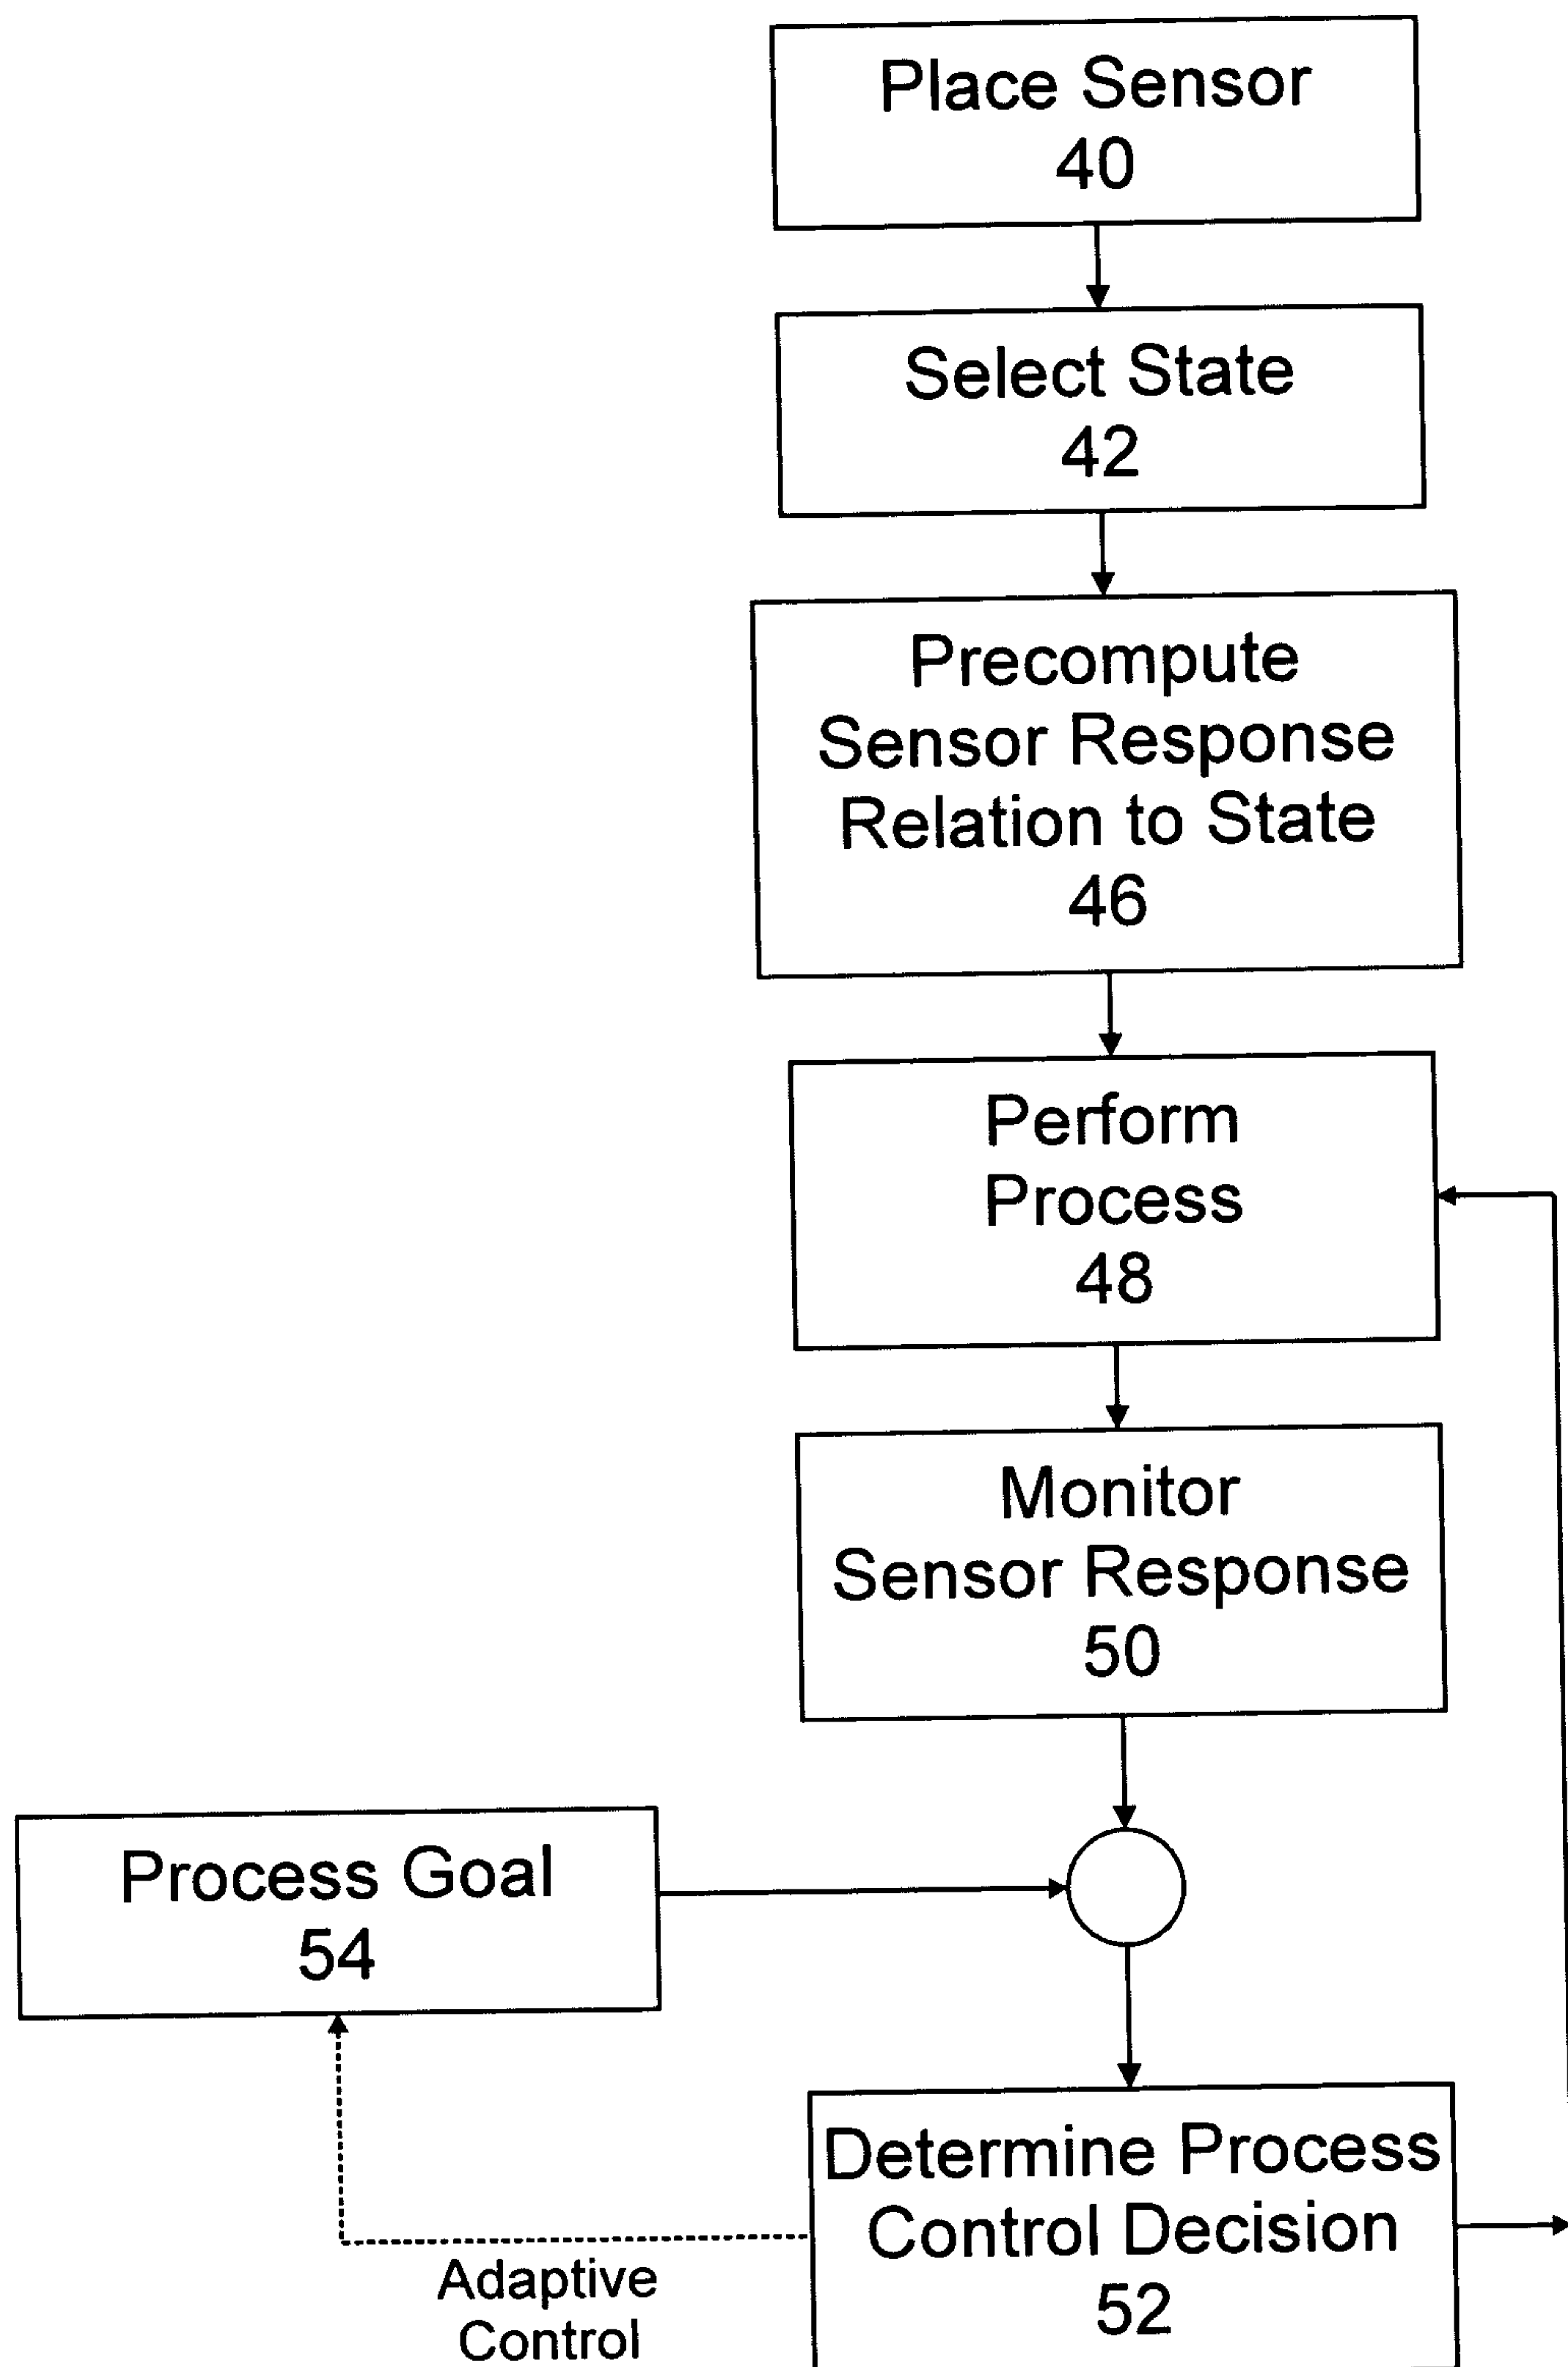 Place Sensor
40
Select State
42
Precompute
Sensor Response
Relation to State
46
Perform
Process
48
Monitor
Sensor Response
50
Process Goal
54
Determine Process
Control Decision
52
Adaptive
Control